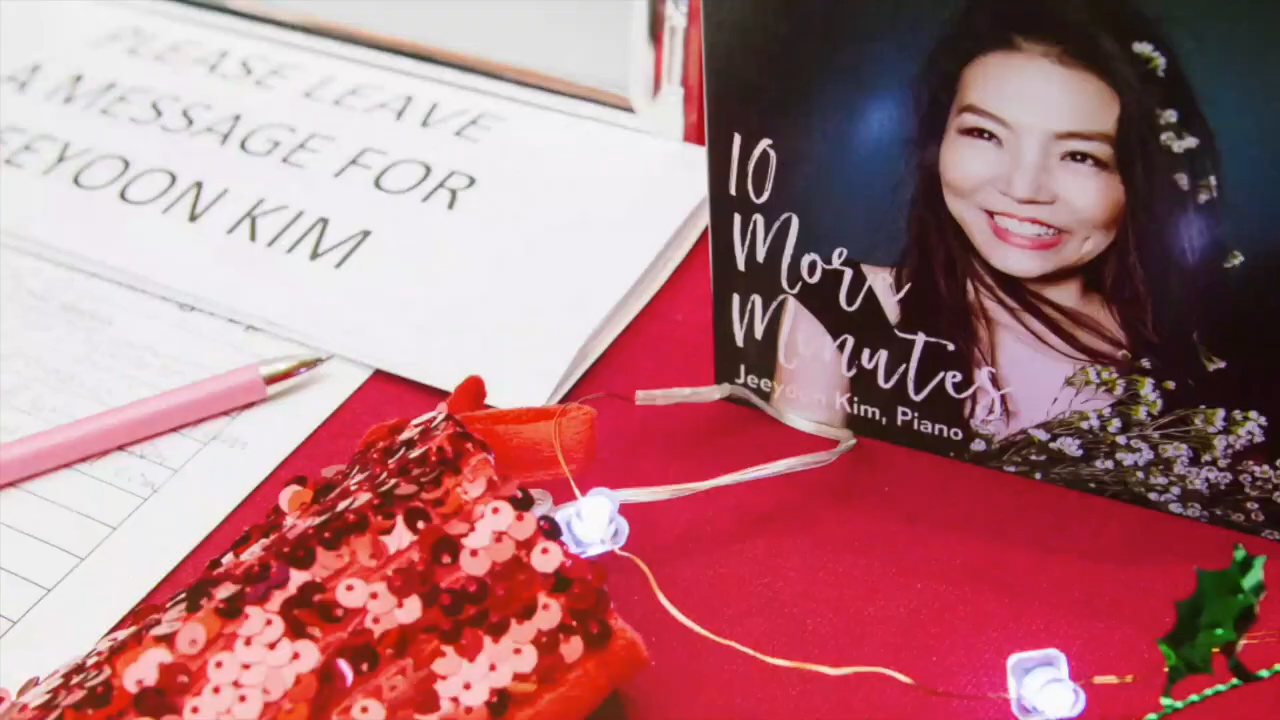 PLEASE LEAVE
A MESSAGE FOR
EEYOON KIM
10
More
Minutes
Jeeyoon Kim, Piano